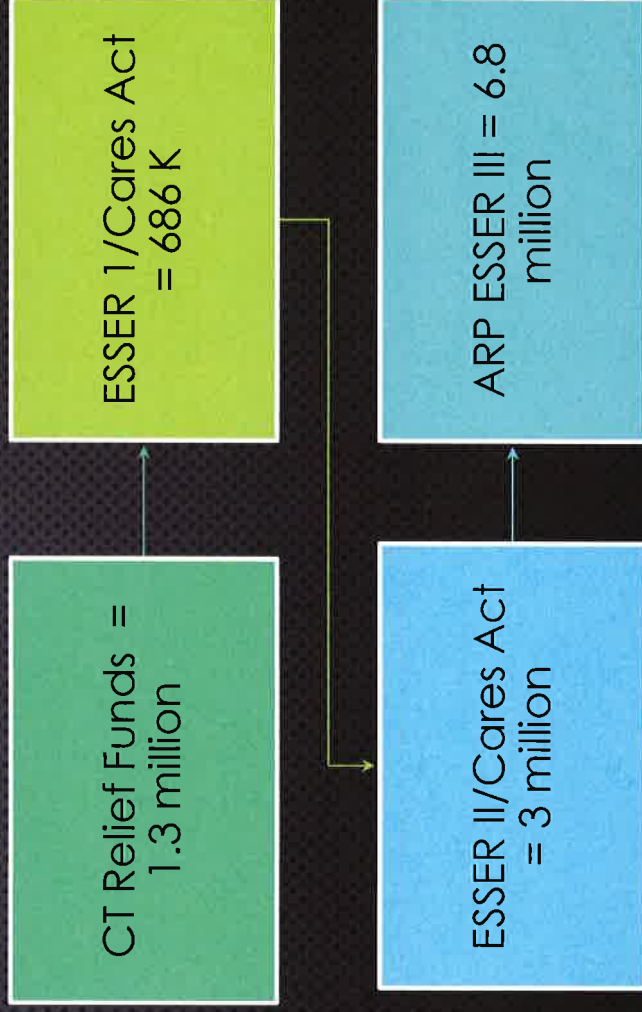 CT Relief Funds =
1.3 million
ESSER 1/Cares Act
= 686 K
ESSER II/Cares Act
= 3 million
ARP ESSER III = 6.8
million